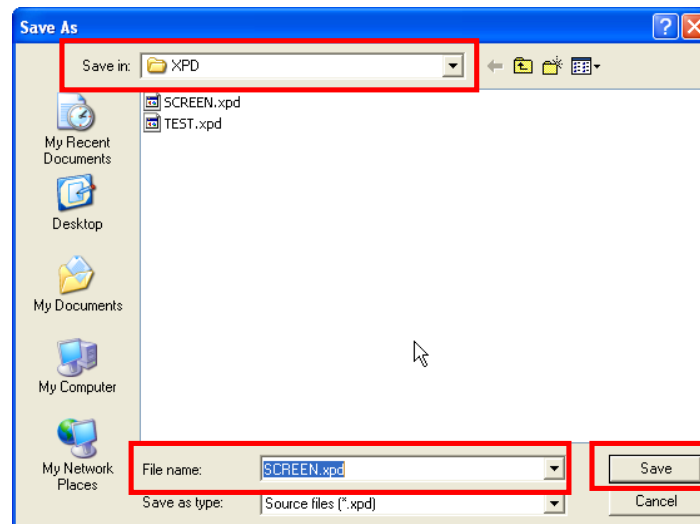 Save As
Save in: XPD
SCREEN.xpd
TEST.xpd
My Recent
Documents
Desktop
My Documents
My Computer
My Network
Places
File name: SCREEN.xpd Save
Save as type: Source files (*.xpd) Cancel